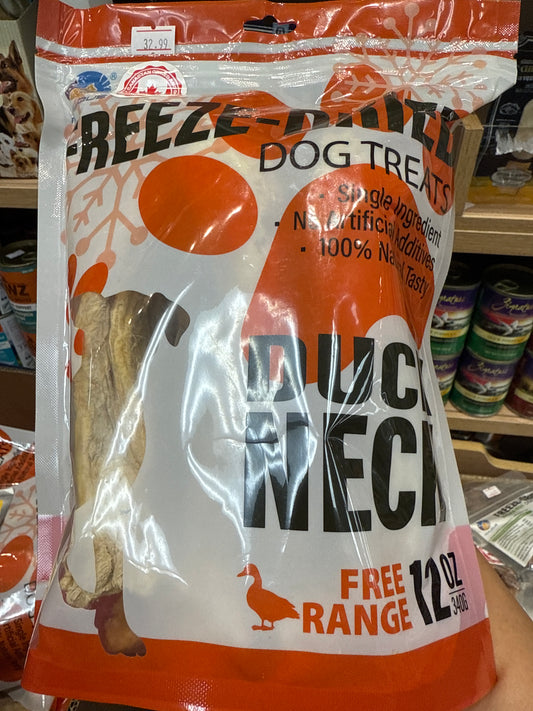 32.99
FREEZE-DRIED
DOG TREATS
• Single Ingredient
• No Artificial Additives
• 100% Natural Tasty
DUCK
NECK
FREE
RANGE
12 OZ
340G
Signature